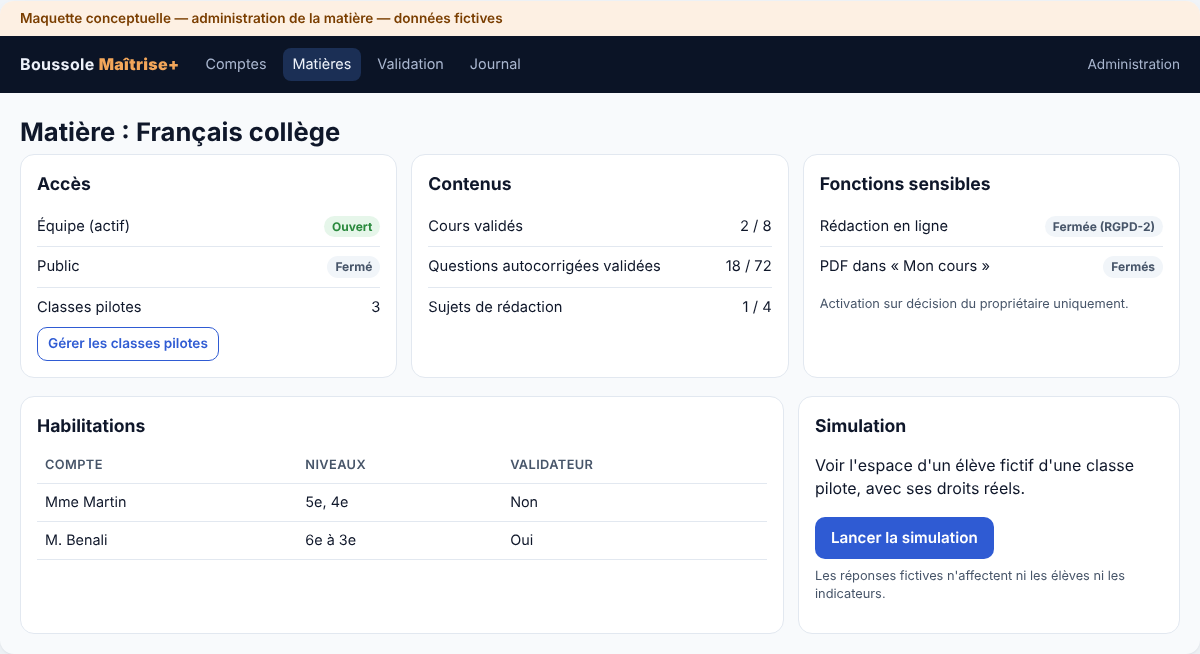 Maquette conceptuelle — administration de la matière — données fictives
Boussole Maîtrise+ Comptes Matières Validation Journal Administration
Matière : Français collège
Accès
Équipe (actif) Ouvert
Public Fermé
Classes pilotes 3
Gérer les classes pilotes
Contenus
Cours validés 2 / 8
Questions autocorrigées validées 18 / 72
Sujets de rédaction 1 / 4
Fonctions sensibles
Rédaction en ligne Fermée (RGPD-2)
PDF dans « Mon cours » Fermés
Activation sur décision du propriétaire uniquement.
Habilitations
COMPTE NIVEAUX VALIDATEUR
Mme Martin 5e, 4e Non
M. Benali 6e à 3e Oui
Simulation
Voir l'espace d'un élève fictif d'une classe
pilote, avec ses droits réels.
Lancer la simulation
Les réponses fictives n'affectent ni les élèves ni les
indicateurs.